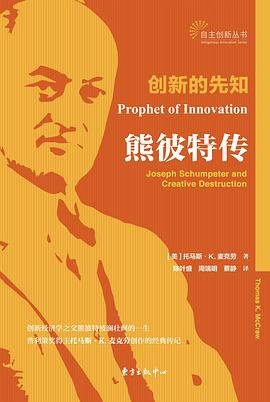 自主创新丛书
Indigenous Innovation Series
创新的先知
Prophet of Innovation
熊彼特传
Joseph Schumpeter and
Creative Destruction
[美] 托马斯·K. 麦克劳 著
陈叶盛 周端明 蔡静 译
Thomas K. McCraw
创新经济学之父熊彼特波澜壮阔的一生
普利策奖得主托马斯·K. 麦克劳创作的经典传记
东方出版中心